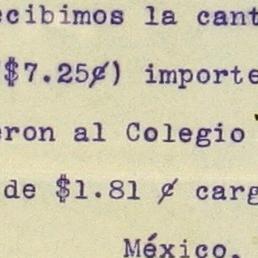 ecibimos la cant
($7.25¢) importe
eron al Colegio "
de $1.81 ¢ carg
México.